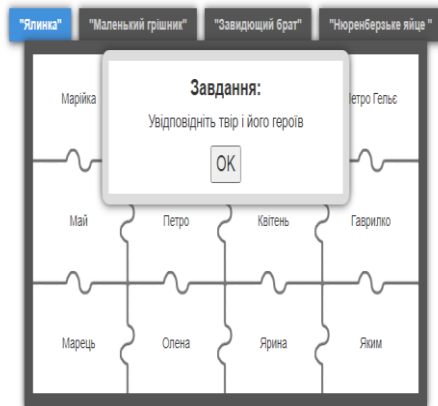 "Ялинка" "Маленький грішник" "Завидющий брат" "Нюренберзьке яйце "
Завдання:
Увідповідніть твір і його героїв
OK
Марійка етро Гельє
Май Петро Квітень Гаврилко
Марець Олена Ярина Яким